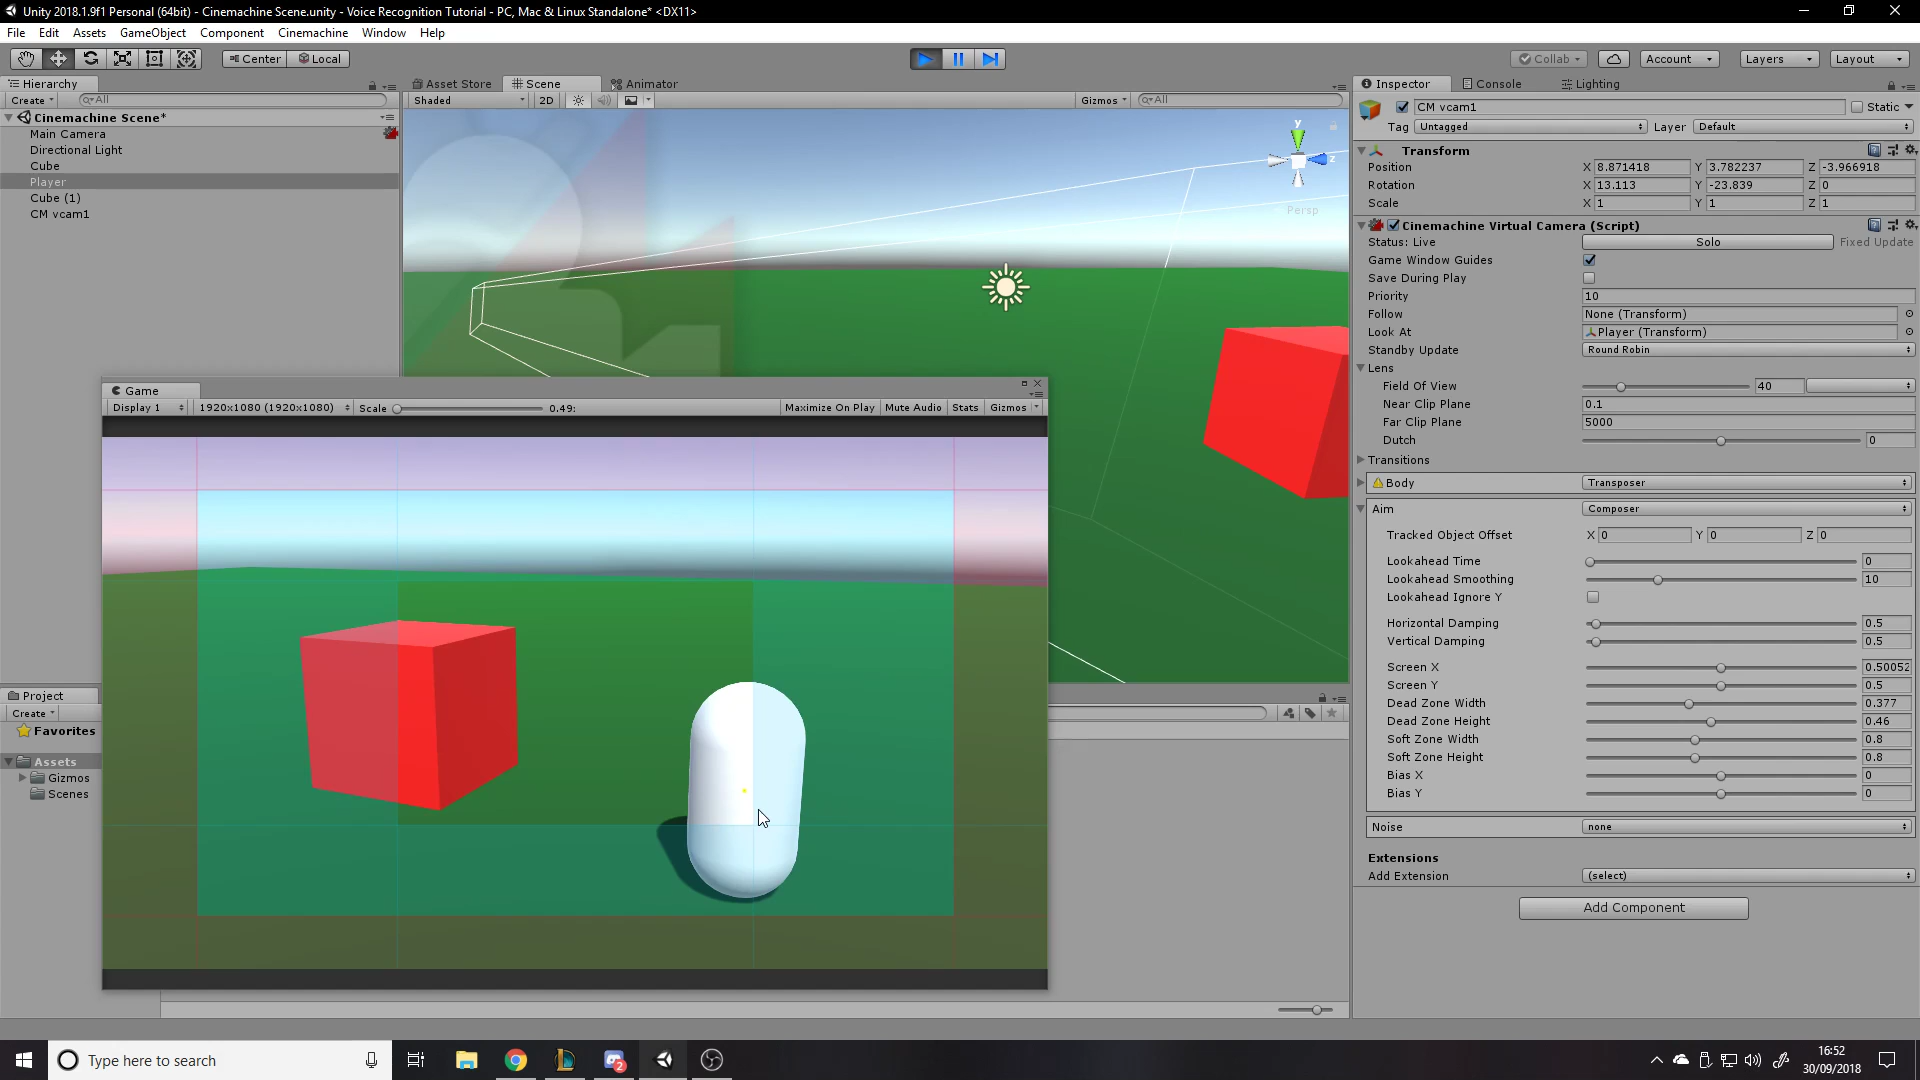 Unity 2018.1.9f1 Personal (64bit) - Cinemachine Scene.unity - Voice Recognition Tutorial - PC, Mac & Linux Standalone* <DX11>
File Edit Assets GameObject Component Cinemachine Window Help
Center Local Collab Account Layers Layout
Hierarchy
Create All
Cinemachine Scene*
Main Camera
Directional Light
Cube
Player
Cube (1)
CM vcam1
Asset Store Scene Animator
Shaded 2D Gizmos All
y
z
Persp
Game
Display 1 1920x1080 (1920x1080) Scale 0.49: Maximize On Play Mute Audio Stats Gizmos
Project
Create
Favorites
Assets
Gizmos
Scenes
Inspector Console Lighting
CM vcam1 Static
Tag Untagged Layer Default
Transform
Position X 8.871418 Y 3.782237 Z -3.966918
Rotation X 13.113 Y -23.839 Z 0
Scale X 1 Y 1 Z 1
Cinemachine Virtual Camera (Script)
Status: Live Solo Fixed Update
Game Window Guides
Save During Play
Priority 10
Follow None (Transform)
Look At Player (Transform)
Standby Update Round Robin
Lens
Field Of View 40
Near Clip Plane 0.1
Far Clip Plane 5000
Dutch 0
Transitions
Body Transposer
Aim Composer
Tracked Object Offset X 0 Y 0 Z 0
Lookahead Time 0
Lookahead Smoothing 10
Lookahead Ignore Y
Horizontal Damping 0.5
Vertical Damping 0.5
Screen X 0.50052
Screen Y 0.5
Dead Zone Width 0.377
Dead Zone Height 0.46
Soft Zone Width 0.8
Soft Zone Height 0.8
Bias X 0
Bias Y 0
Noise none
Extensions
Add Extension (select)
Add Component
Type here to search
2
16:52
30/09/2018